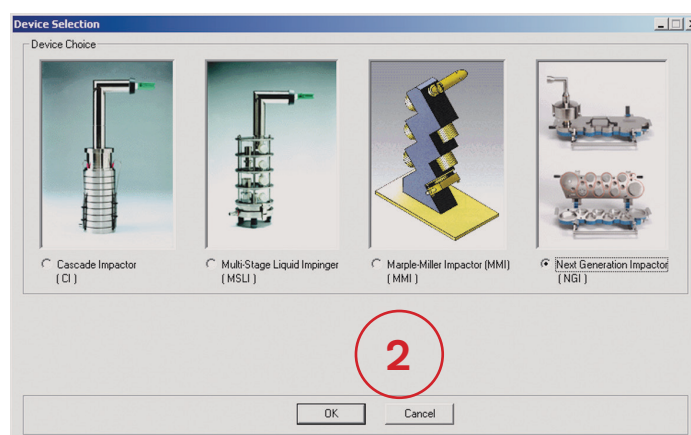 Device Selection
Device Choice
Cascade Impactor
( CI )
Multi-Stage Liquid Impinger
( MSLI )
Marple-Miller Impactor (MMI)
( MMI )
Next Generation Impactor
( NGI )
2
OK
Cancel